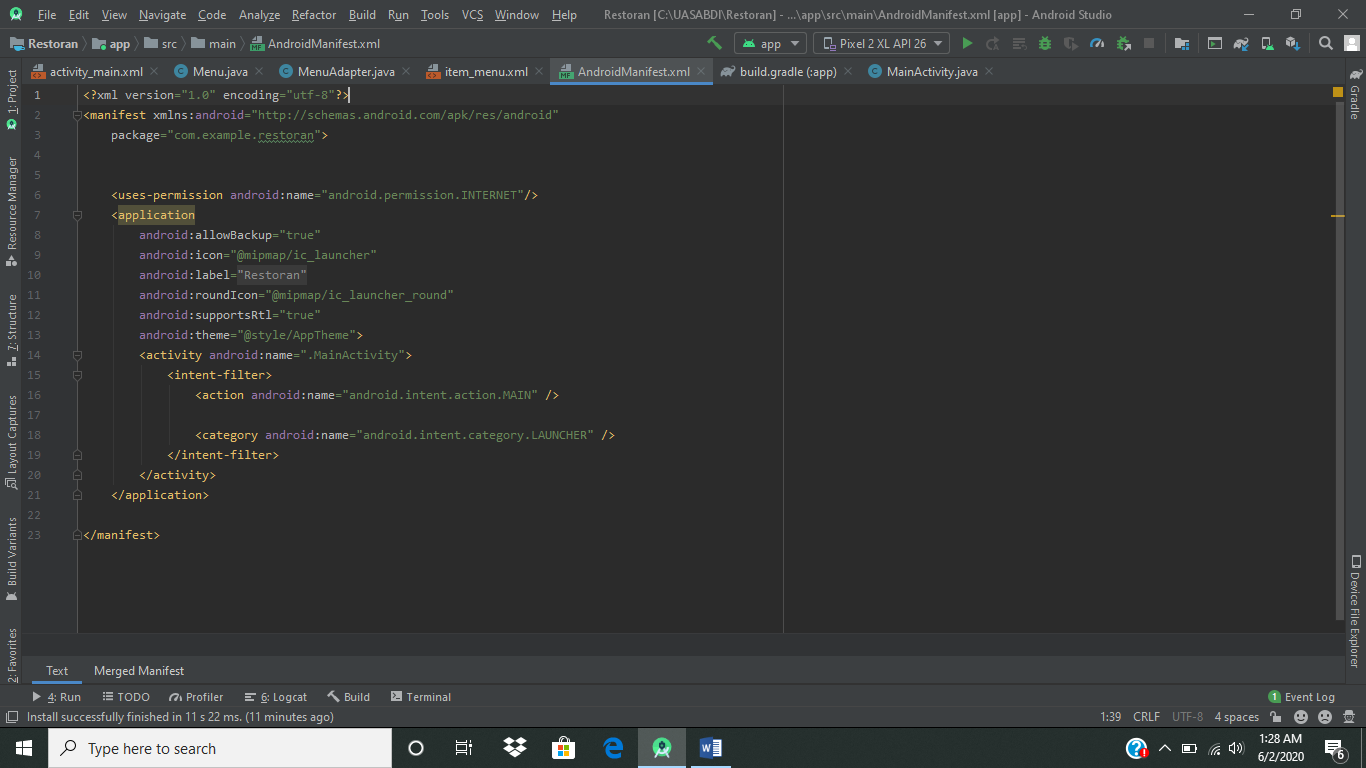 File Edit View Navigate Code Analyze Refactor Build Run Tools VCS Window Help Restoran [C:\UASABDI\Restoran] - ...\app\src\main\AndroidManifest.xml [app] - Android Studio
Restoran app src main AndroidManifest.xml app Pixel 2 XL API 26
activity_main.xml Menu.java MenuAdapter.java item_menu.xml AndroidManifest.xml build.gradle (:app) MainActivity.java
1: Project
Resource Manager
7: Structure
Layout Captures
Build Variants
2: Favorites
1 <?xml version="1.0" encoding="utf-8"?>
2 <manifest xmlns:android="http://schemas.android.com/apk/res/android"
3     package="com.example.restoran">
4
5
6     <uses-permission android:name="android.permission.INTERNET"/>
7     <application
8         android:allowBackup="true"
9         android:icon="@mipmap/ic_launcher"
10         android:label="Restoran"
11         android:roundIcon="@mipmap/ic_launcher_round"
12         android:supportsRtl="true"
13         android:theme="@style/AppTheme">
14         <activity android:name=".MainActivity">
15             <intent-filter>
16                 <action android:name="android.intent.action.MAIN" />
17
18                 <category android:name="android.intent.category.LAUNCHER" />
19             </intent-filter>
20         </activity>
21     </application>
22
23 </manifest>
Gradle
Device File Explorer
Text Merged Manifest
4: Run TODO Profiler 6: Logcat Build Terminal 1 Event Log
Install successfully finished in 11 s 22 ms. (11 minutes ago) 1:39 CRLF UTF-8 4 spaces
Type here to search
1:28 AM
6/2/2020
6